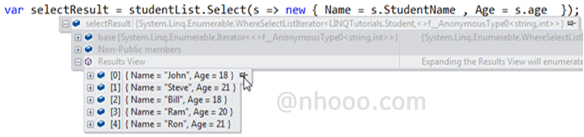 var selectResult = studentList.Select(s => new { Name = s.StudentName , Age = s.age });
selectResult {System.Linq.Enumerable.WhereSelectListIterator<LINQTutorials.Student,<>f__AnonymousType0<string,int>>}
base {System.Linq.Enumerable.Iterator<<>f__AnonymousType0<string,int>>} {System.Linq.Enumerable.WhereSelectListIterator
Non-Public members
Results View Expanding the Results View will enumerate
[0] { Name = "John", Age = 18 }
[1] { Name = "Steve", Age = 21 }
[2] { Name = "Bill", Age = 18 }
[3] { Name = "Ram", Age = 20 }
[4] { Name = "Ron", Age = 21 }
@nhooo.com